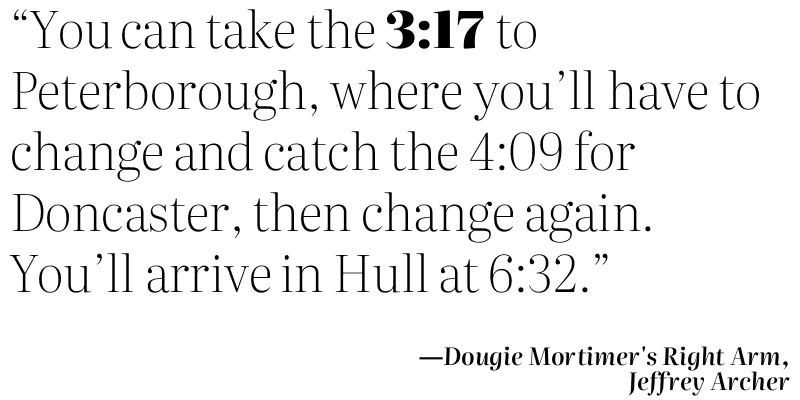 “You can take the 3:17 to
Peterborough, where you’ll have to
change and catch the 4:09 for
Doncaster, then change again.
You’ll arrive in Hull at 6:32.”
—Dougie Mortimer's Right Arm,
Jeffrey Archer